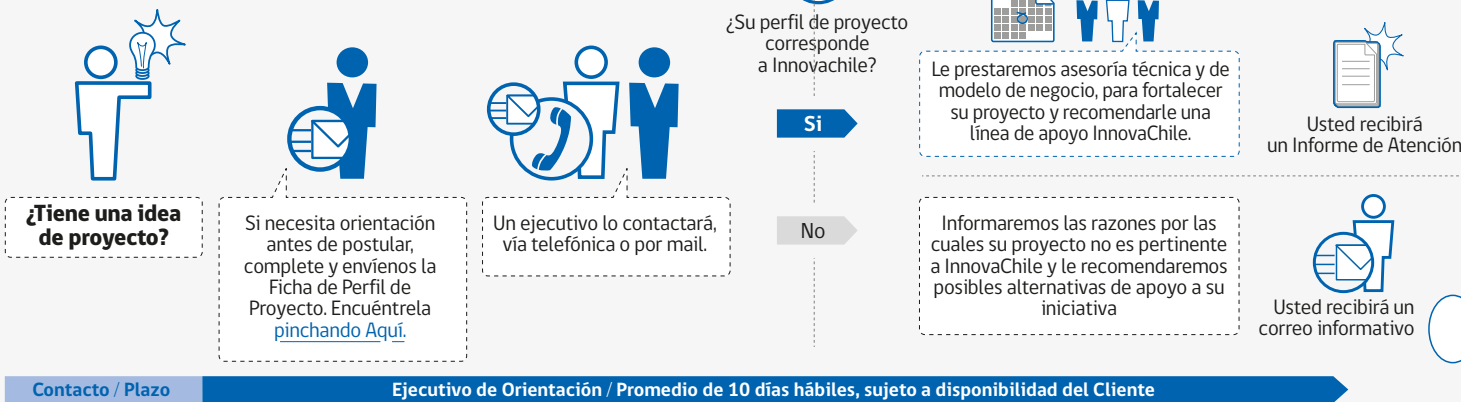 ¿Tiene una idea
de proyecto?
Si necesita orientación
antes de postular,
complete y envíenos la
Ficha de Perfil de
Proyecto. Encuéntrela
pinchando Aquí.
Un ejecutivo lo contactará,
vía telefónica o por mail.
¿Su perfil de proyecto
corresponde
a Innovachile?
Si
Le prestaremos asesoría técnica y de
modelo de negocio, para fortalecer
su proyecto y recomendarle una
línea de apoyo InnovaChile.
Usted recibirá
un Informe de Atención
No
Informaremos las razones por las
cuales su proyecto no es pertinente
a InnovaChile y le recomendaremos
posibles alternativas de apoyo a su
iniciativa
Usted recibirá un
correo informativo
Contacto / Plazo
Ejecutivo de Orientación / Promedio de 10 días hábiles, sujeto a disponibilidad del Cliente